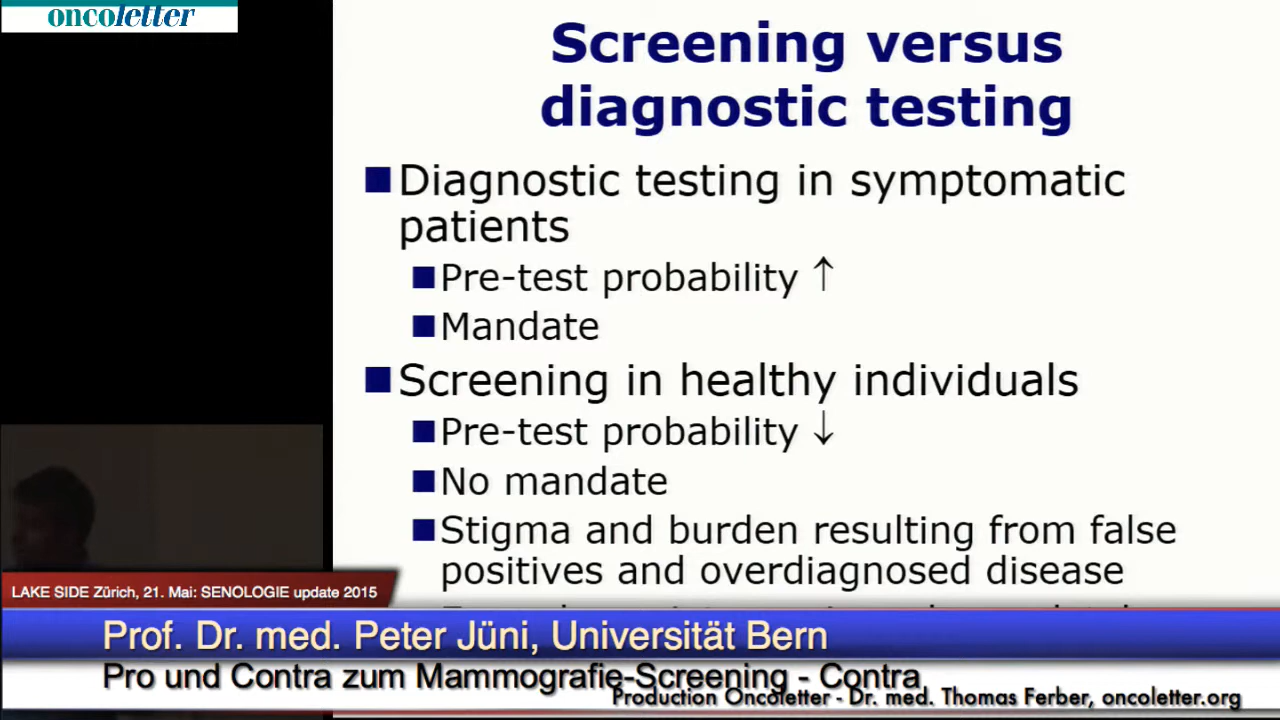 oncoletter
Screening versus
diagnostic testing
Diagnostic testing in symptomatic
patients
Pre-test probability ↑
Mandate
Screening in healthy individuals
Pre-test probability ↓
No mandate
Stigma and burden resulting from false
positives and overdiagnosed disease
LAKE SIDE Zürich, 21. Mai: SENOLOGIE update 2015
Prof. Dr. med. Peter Jüni, Universität Bern
Pro und Contra zum Mammografie-Screening - Contra
Production Oncoletter - Dr. med. Thomas Ferber, oncoletter.org